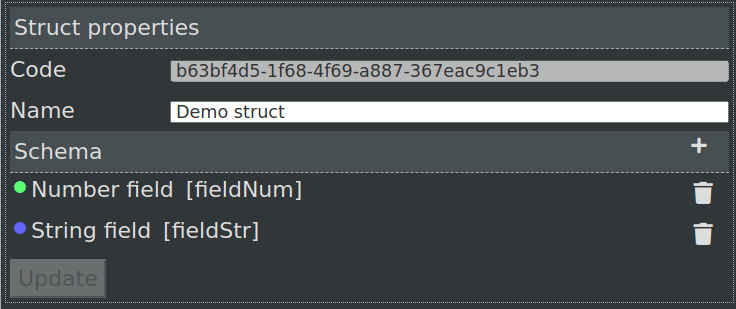 Struct properties
Code b63bf4d5-1f68-4f69-a887-367eac9c1eb3
Name Demo struct
Schema +
Number field [fieldNum]
String field [fieldStr]
Update